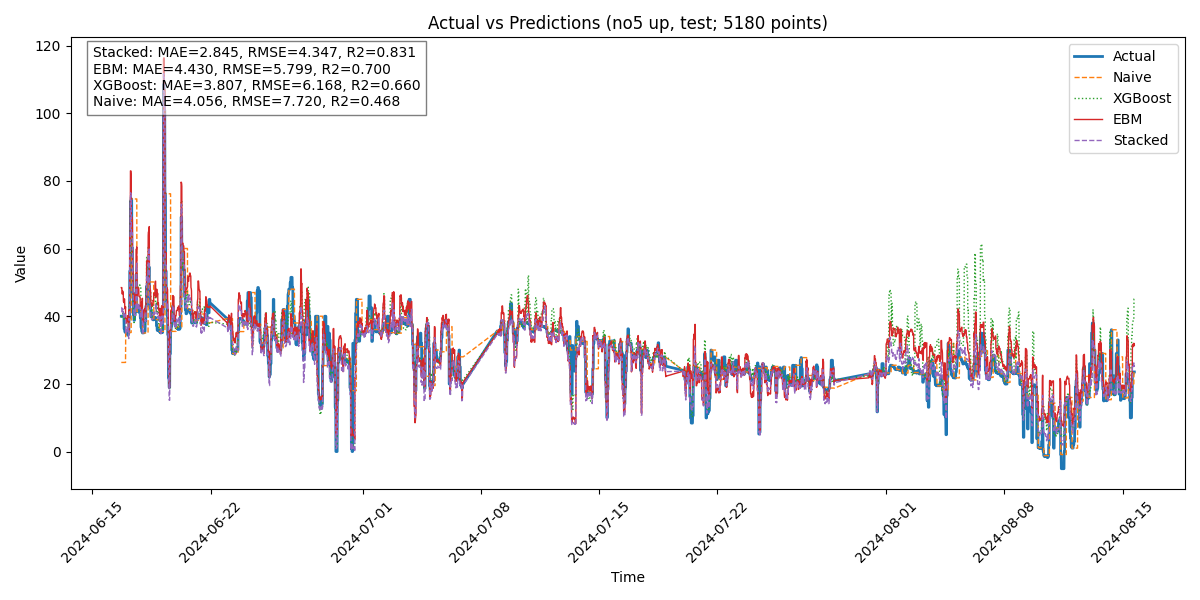 Actual vs Predictions (no5 up, test; 5180 points)
Stacked: MAE=2.845, RMSE=4.347, R2=0.831
EBM: MAE=4.430, RMSE=5.799, R2=0.700
XGBoost: MAE=3.807, RMSE=6.168, R2=0.660
Naive: MAE=4.056, RMSE=7.720, R2=0.468
Actual
Naive
XGBoost
EBM
Stacked
Value
120
100
80
60
40
20
0
2024-06-15
2024-06-22
2024-07-01
2024-07-08
2024-07-15
2024-07-22
2024-08-01
2024-08-08
2024-08-15
Time